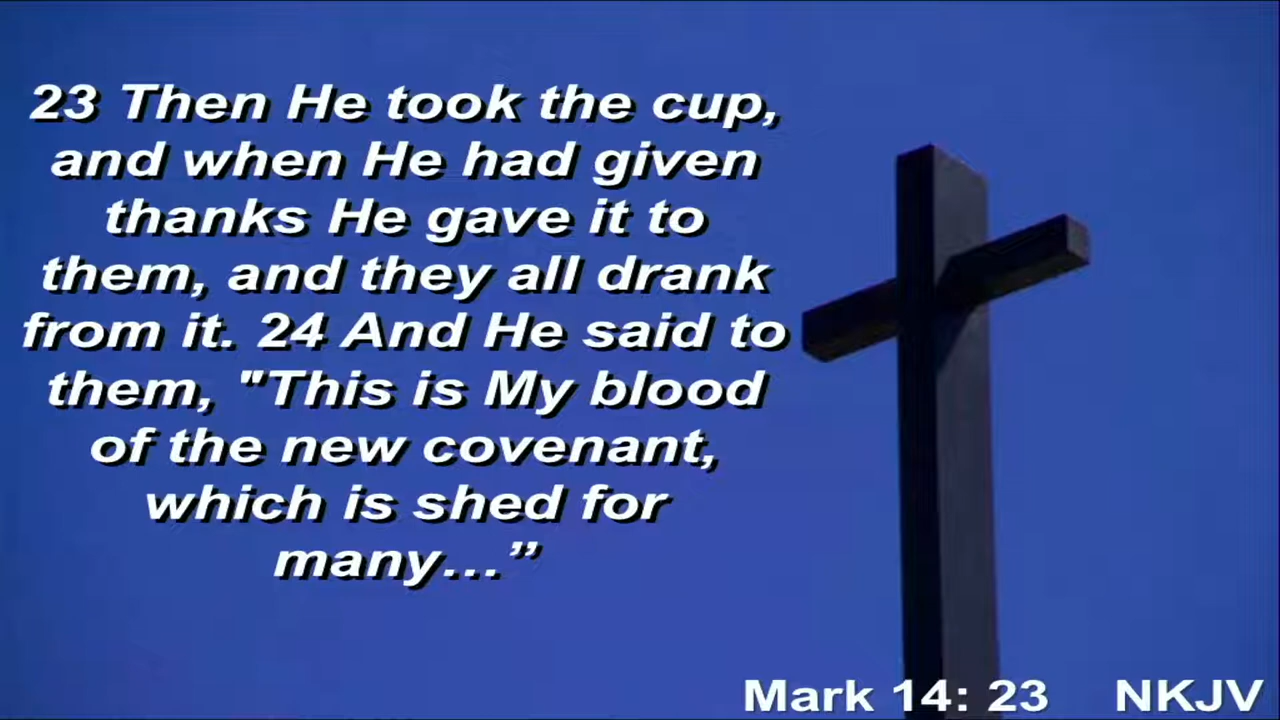 23 Then He took the cup,
and when He had given
thanks He gave it to
them, and they all drank
from it. 24 And He said to
them, "This is My blood
of the new covenant,
which is shed for
many…”
Mark 14: 23 NKJV